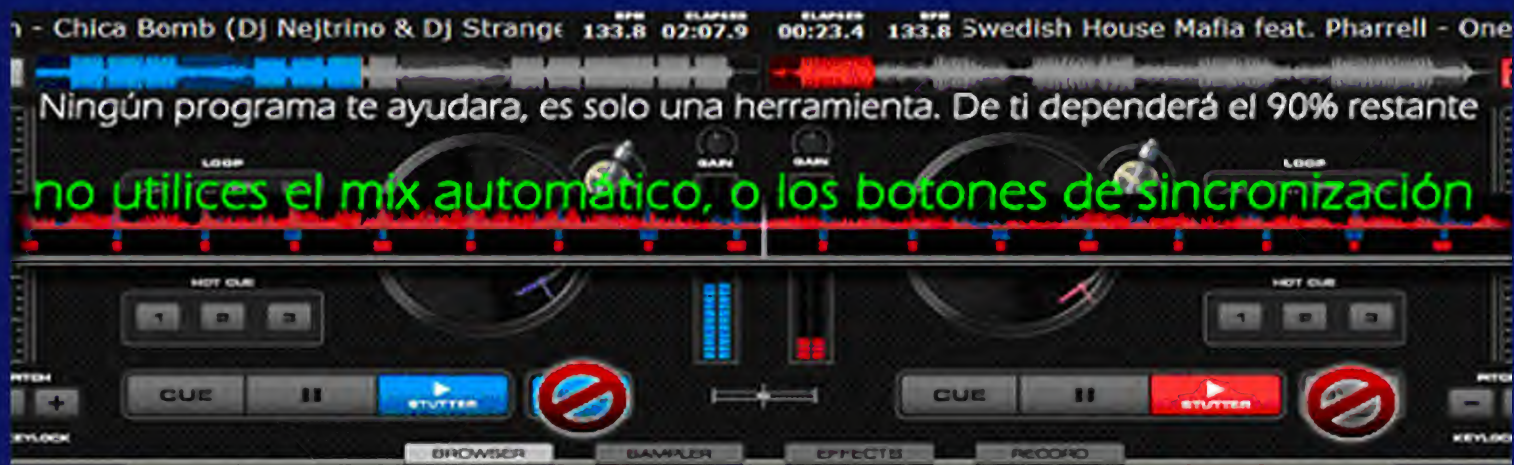 - Chica Bomb (Dj Nejtrino & Dj Strange BPM 133.8 ELAPSED 02:07.9 ELAPSED 00:23.4 BPM 133.8 Swedish House Mafia feat. Pharrell - One
Ningún programa te ayudara, es solo una herramienta. De ti dependerá el 90% restante
LOOP GAIN GAIN LOOP
no utilices el mix automático, o los botones de sincronización
HOT CUE HOT CUE
1 2 3 1 2 3
PITCH
CUE STUTTER CUE STUTTER
+ -
KEYLOCK
BROWSER SAMPLER EFFECTS RECORD